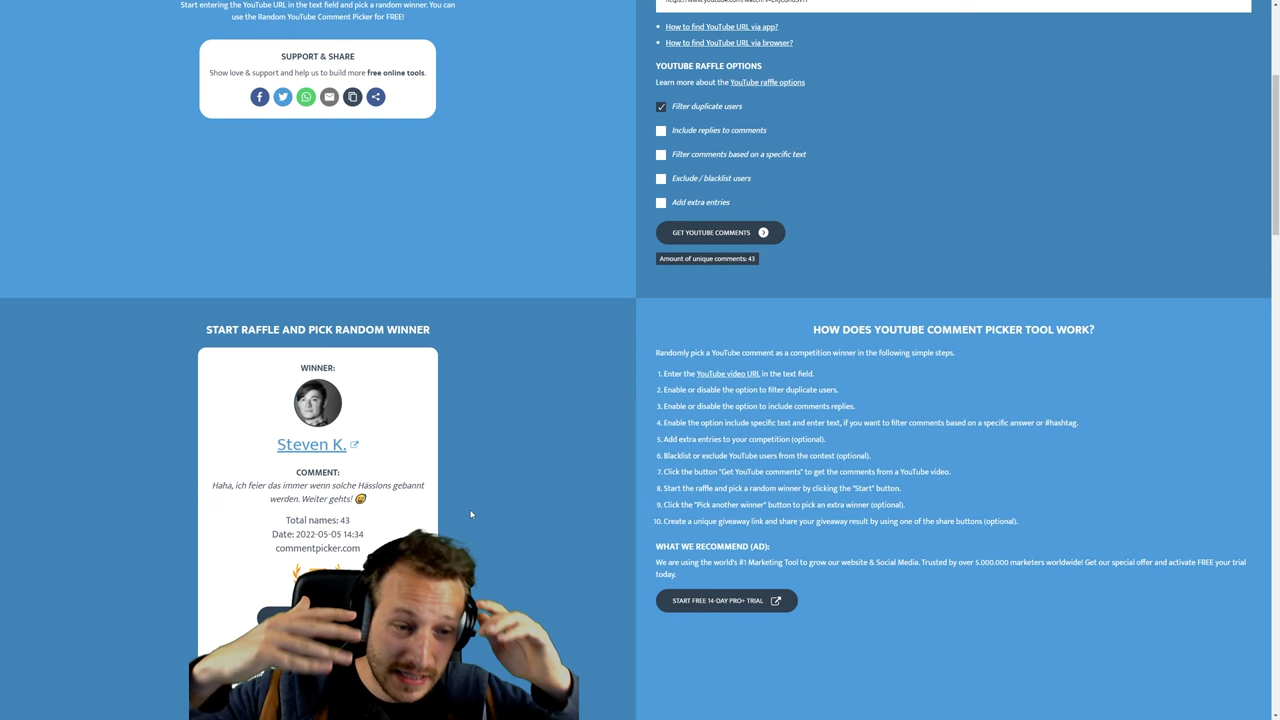 Start entering the YouTube URL in the text field and pick a random winner. You can
use the Random YouTube Comment Picker for FREE!
SUPPORT & SHARE
Show love & support and help us to build more free online tools.
How to find YouTube URL via app?
How to find YouTube URL via browser?
YOUTUBE RAFFLE OPTIONS
Learn more about the YouTube raffle options
Filter duplicate users
Include replies to comments
Filter comments based on a specific text
Exclude / blacklist users
Add extra entries
GET YOUTUBE COMMENTS
Amount of unique comments: 43
START RAFFLE AND PICK RANDOM WINNER
WINNER:
Steven K.
COMMENT:
Haha, ich feier das immer wenn solche Hässlons gebannt
werden. Weiter gehts! 😅
Total names: 43
Date: 2022-05-05 14:34
commentpicker.com
HOW DOES YOUTUBE COMMENT PICKER TOOL WORK?
Randomly pick a YouTube comment as a competition winner in the following simple steps.
1. Enter the YouTube video URL in the text field.
2. Enable or disable the option to filter duplicate users.
3. Enable or disable the option to include comments replies.
4. Enable the option include specific text and enter text, if you want to filter comments based on a specific answer or #hashtag.
5. Add extra entries to your competition (optional).
6. Blacklist or exclude YouTube users from the contest (optional).
7. Click the button "Get YouTube comments" to get the comments from a YouTube video.
8. Start the raffle and pick a random winner by clicking the "Start" button.
9. Click the "Pick another winner" button to pick an extra winner (optional).
10. Create a unique giveaway link and share your giveaway result by using one of the share buttons (optional).
WHAT WE RECOMMEND (AD):
We are using the world's #1 Marketing Tool to grow our website & Social Media. Trusted by over 5.000.000 marketers worldwide! Get our special offer and activate FREE your trial
today.
START FREE 14-DAY PRO+ TRIAL